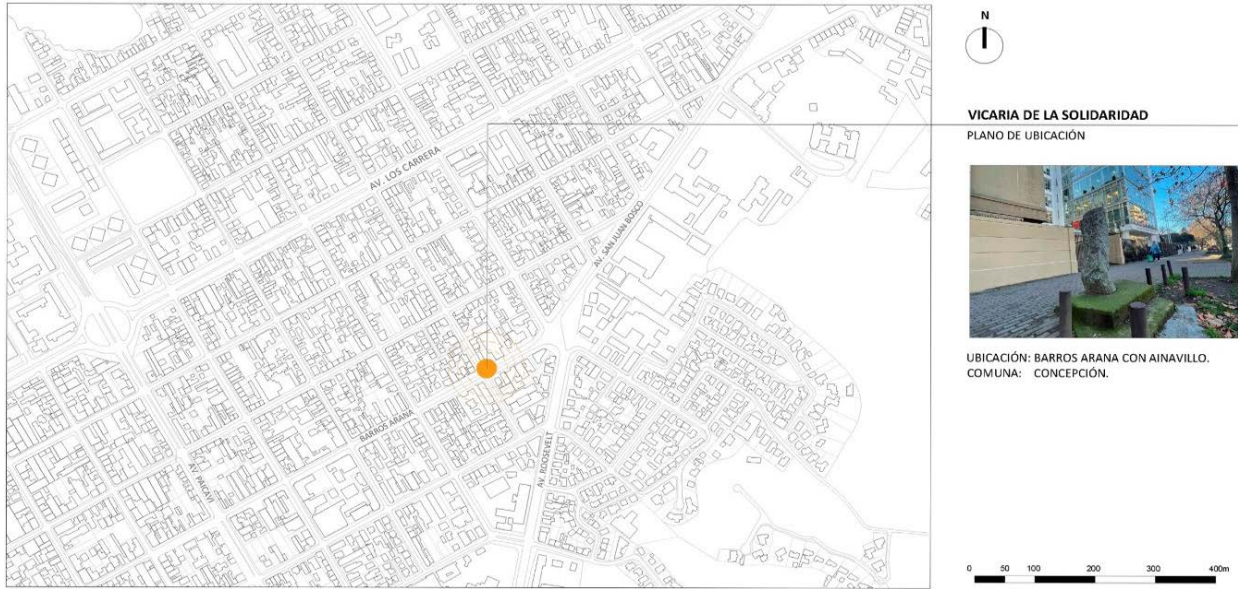 AV. LOS CARRERA
AV. SAN JUAN BOSCO
BARROS ARANA
AV. PAICAVI
AV. ROOSEVELT
N
VICARIA DE LA SOLIDARIDAD
PLANO DE UBICACIÓN
UBICACIÓN: BARROS ARANA CON AINAVILLO.
COMUNA: CONCEPCIÓN.
0 50 100 200 300 400m